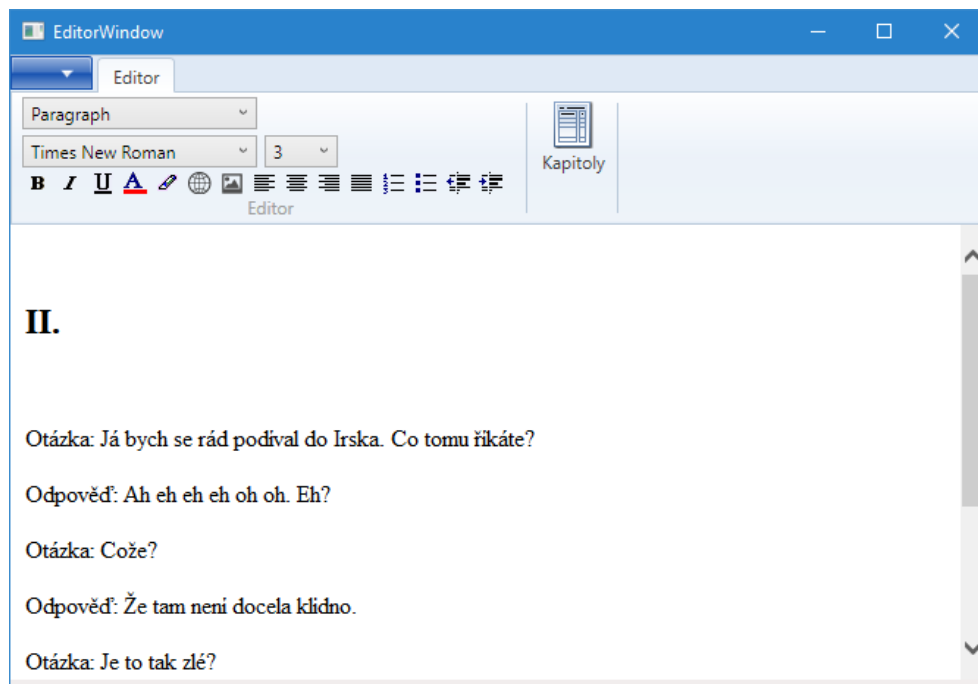 EditorWindow
Editor
Paragraph
Times New Roman 3
B I U A
Editor
Kapitoly
II.
Otázka: Já bych se rád podíval do Irska. Co tomu říkáte?
Odpověď: Ah eh eh eh oh oh. Eh?
Otázka: Cože?
Odpověď: Že tam není docela klidno.
Otázka: Je to tak zlé?